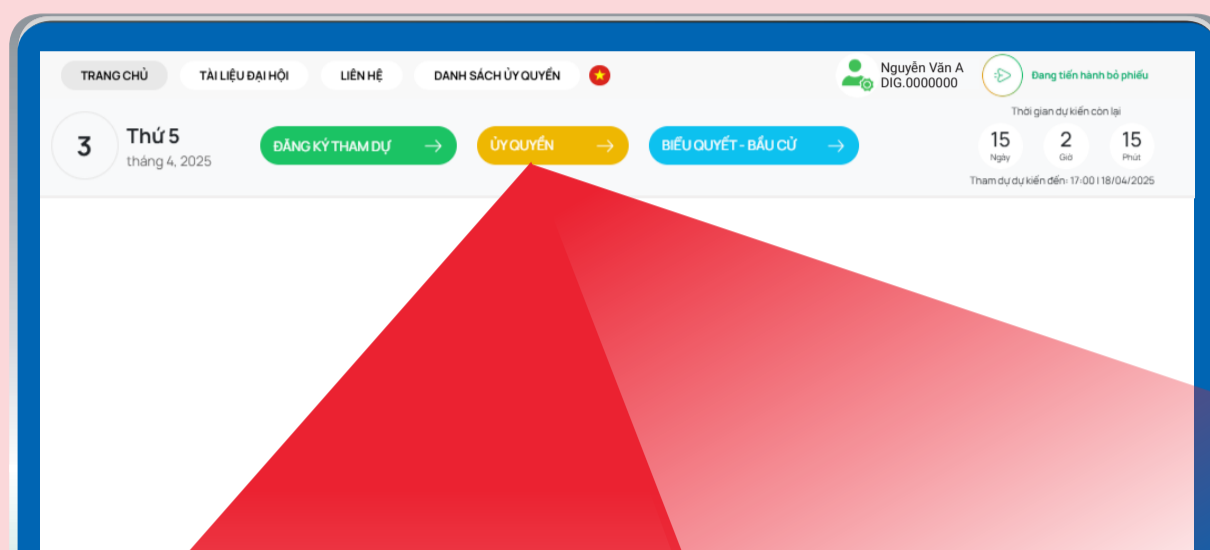 TRANG CHỦ
TÀI LIỆU ĐẠI HỘI
LIÊN HỆ
DANH SÁCH ỦY QUYỀN
Nguyễn Văn A
DIG.0000000
Đang tiến hành bỏ phiếu
3
Thứ 5
tháng 4, 2025
ĐĂNG KÝ THAM DỰ
ỦY QUYỀN
BIỂU QUYẾT - BẦU CỬ
Thời gian dự kiến còn lại
15 2 15
Ngày Giờ Phút
Tham dự dự kiến đến: 17:00 | 18/04/2025